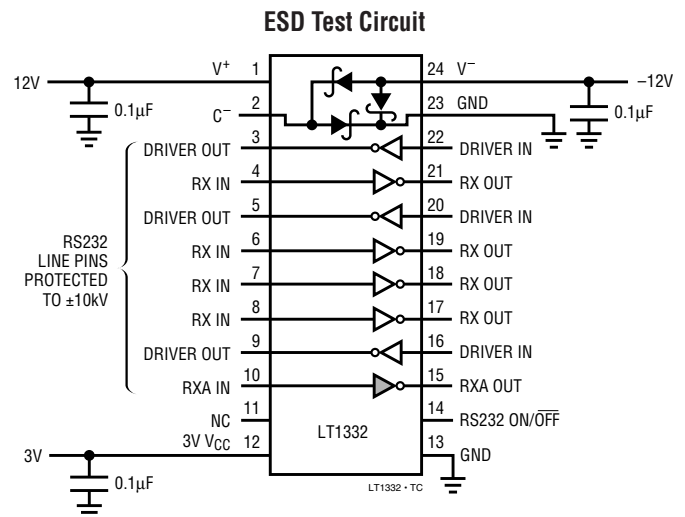 ESD Test Circuit
12V
V+ 1
24 V−
−12V
0.1µF
C− 2
23 GND
0.1µF
DRIVER OUT 3
22 DRIVER IN
RX IN 4
21 RX OUT
DRIVER OUT 5
20 DRIVER IN
RX IN 6
19 RX OUT
RX IN 7
18 RX OUT
RX IN 8
17 RX OUT
DRIVER OUT 9
16 DRIVER IN
RXA IN 10
15 RXA OUT
RS232
LINE PINS
PROTECTED
TO ±10kV
NC 11
14 RS232 ON/OFF
LT1332
3V
3V VCC 12
13 GND
0.1µF
LT1332 • TC